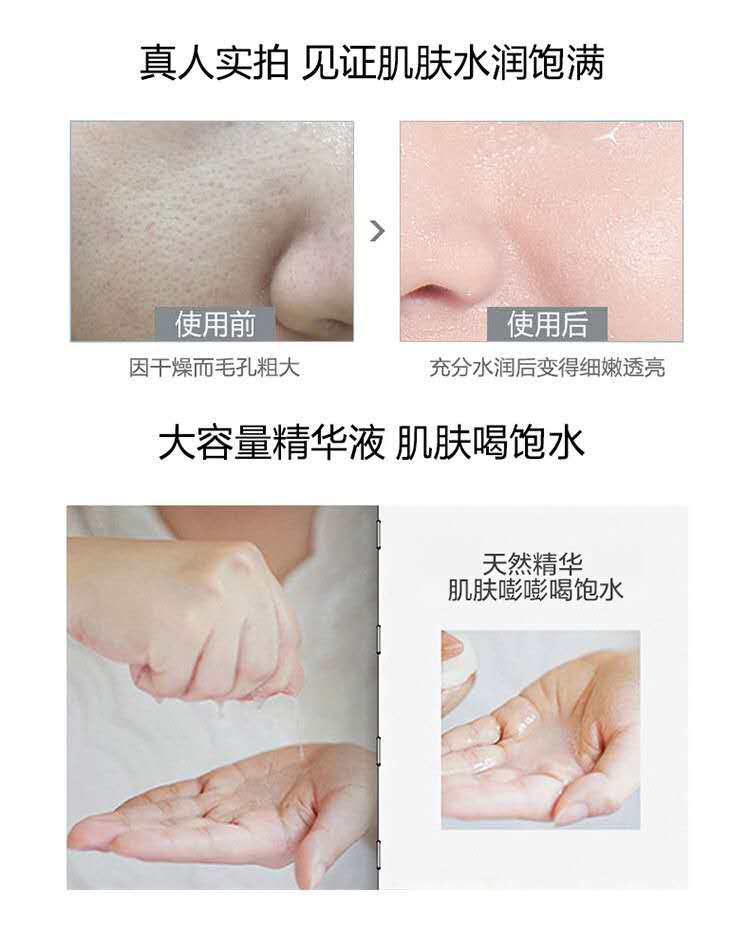 真人实拍 见证肌肤水润饱满
使用前
使用后
因干燥而毛孔粗大
充分水润后变得细嫩透亮
大容量精华液 肌肤喝饱水
天然精华
肌肤嘭嘭喝饱水